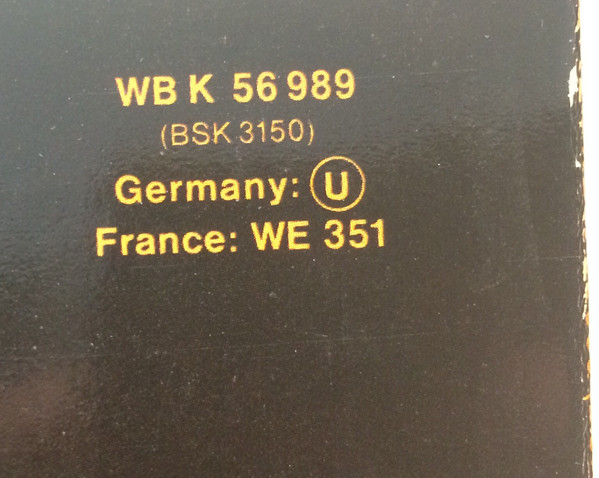 WB K 56 989
(BSK 3150)
Germany: Ⓤ
France: WE 351